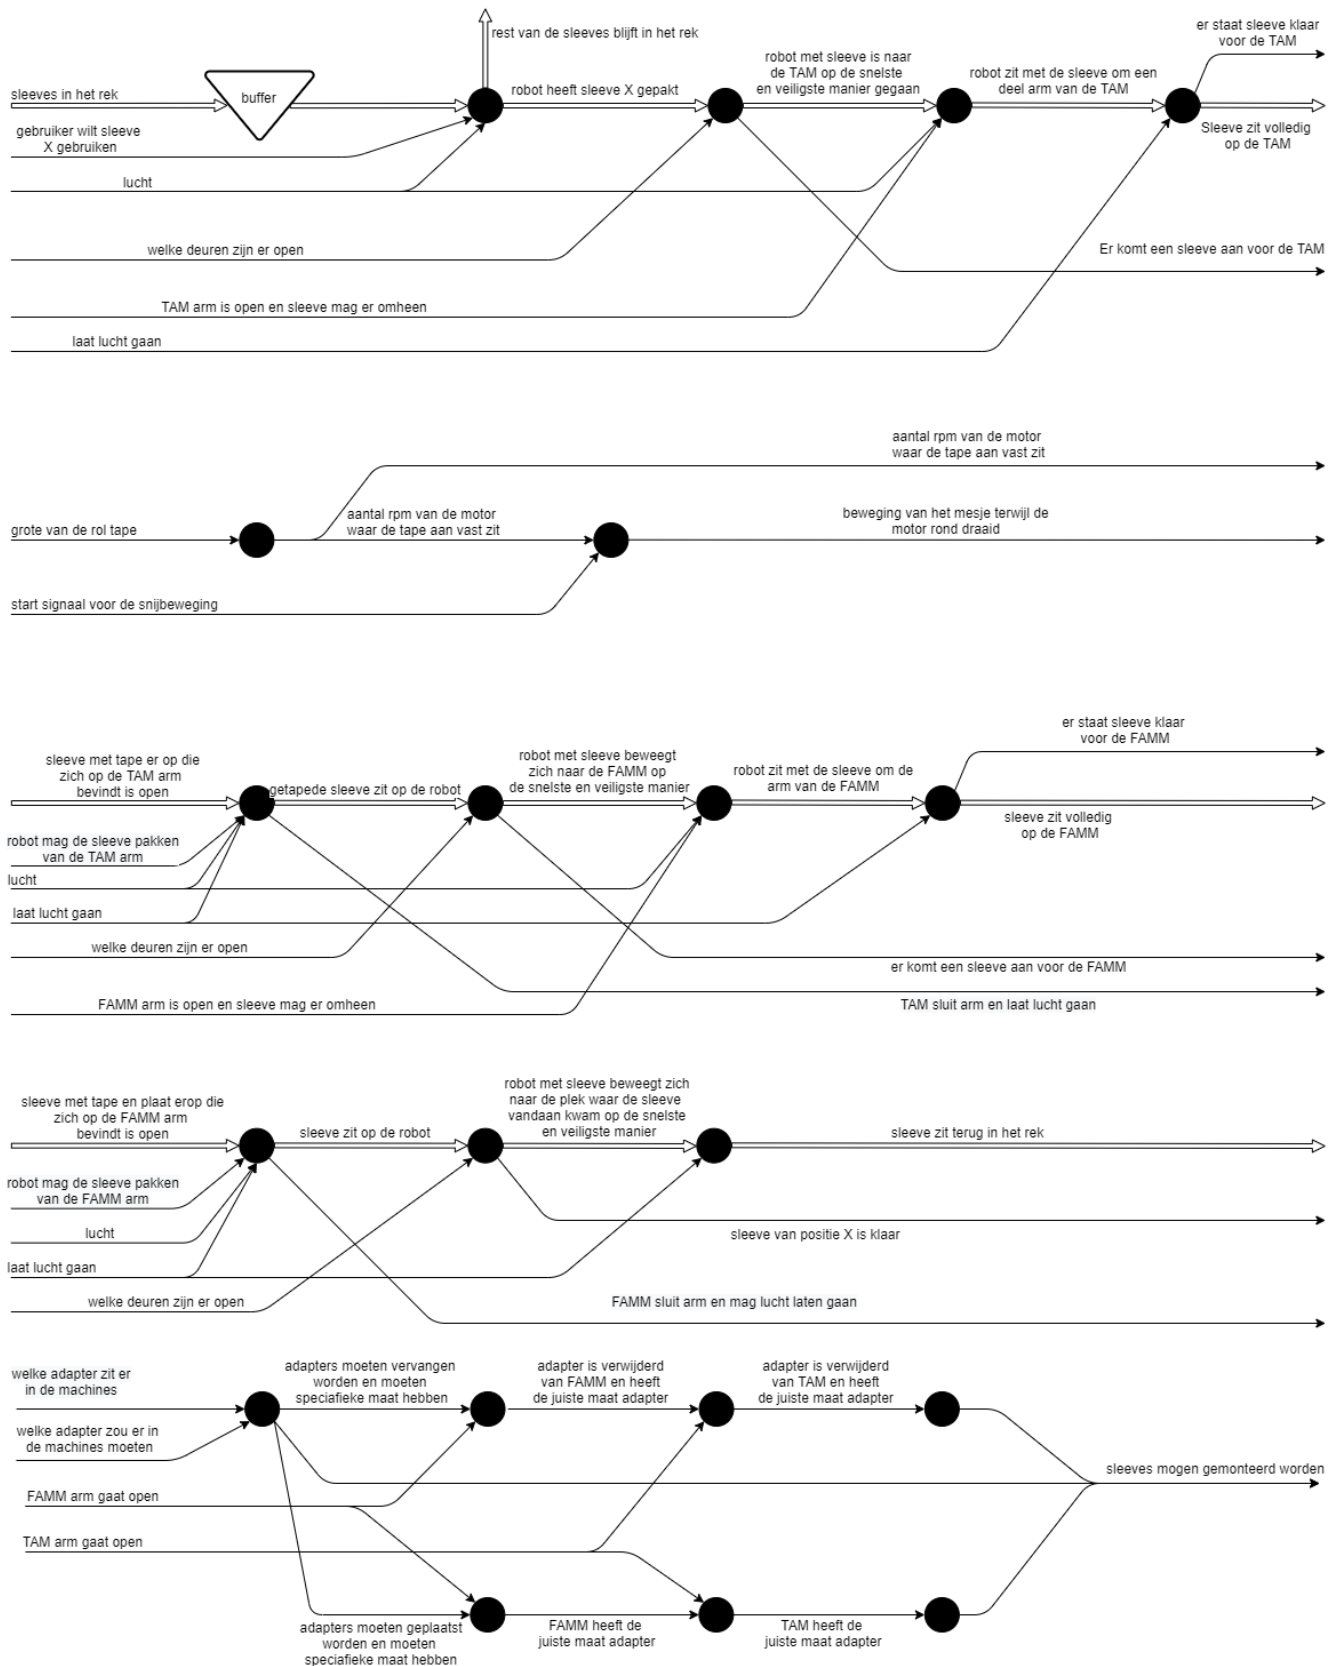 rest van de sleeves blijft in het rek
er staat sleeve klaar
voor de TAM
sleeves in het rek
buffer
robot heeft sleeve X gepakt
robot met sleeve is naar
de TAM op de snelste
en veiligste manier gegaan
robot zit met de sleeve om een
deel arm van de TAM
Sleeve zit volledig
op de TAM
gebruiker wilt sleeve
X gebruiken
lucht
welke deuren zijn er open
Er komt een sleeve aan voor de TAM
TAM arm is open en sleeve mag er omheen
laat lucht gaan
aantal rpm van de motor
waar de tape aan vast zit
grote van de rol tape
aantal rpm van de motor
waar de tape aan vast zit
beweging van het mesje terwijl de
motor rond draaid
start signaal voor de snijbeweging
er staat sleeve klaar
voor de FAMM
sleeve met tape er op die
zich op de TAM arm
bevindt is open
getapede sleeve zit op de robot
robot met sleeve beweegt
zich naar de FAMM op
de snelste en veiligste manier
robot zit met de sleeve om de
arm van de FAMM
sleeve zit volledig
op de FAMM
robot mag de sleeve pakken
van de TAM arm
lucht
laat lucht gaan
welke deuren zijn er open
er komt een sleeve aan voor de FAMM
FAMM arm is open en sleeve mag er omheen
TAM sluit arm en laat lucht gaan
sleeve met tape en plaat erop die
zich op de FAMM arm
bevindt is open
sleeve zit op de robot
robot met sleeve beweegt zich
naar de plek waar de sleeve
vandaan kwam op de snelste
en veiligste manier
sleeve zit terug in het rek
robot mag de sleeve pakken
van de FAMM arm
lucht
sleeve van positie X is klaar
laat lucht gaan
welke deuren zijn er open
FAMM sluit arm en mag lucht laten gaan
welke adapter zit er
in de machines
adapters moeten vervangen
worden en moeten
speciafieke maat hebben
adapter is verwijderd
van FAMM en heeft
de juiste maat adapter
adapter is verwijderd
van TAM en heeft
de juiste maat adapter
welke adapter zou er in
de machines moeten
sleeves mogen gemonteerd worden
FAMM arm gaat open
TAM arm gaat open
adapters moeten geplaatst
worden en moeten
speciafieke maat hebben
FAMM heeft de
juiste maat adapter
TAM heeft de
juiste maat adapter